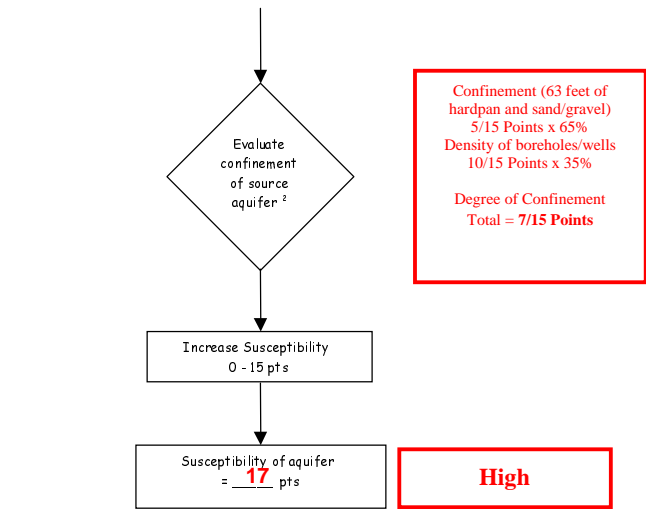 Evaluate
confinement
of source
aquifer ²
Confinement (63 feet of
hardpan and sand/gravel)
5/15 Points x 65%
Density of boreholes/wells
10/15 Points x 35%
Degree of Confinement
Total = 7/15 Points
Increase Susceptibility
0 - 15 pts
Susceptibility of aquifer
= __17__ pts
High